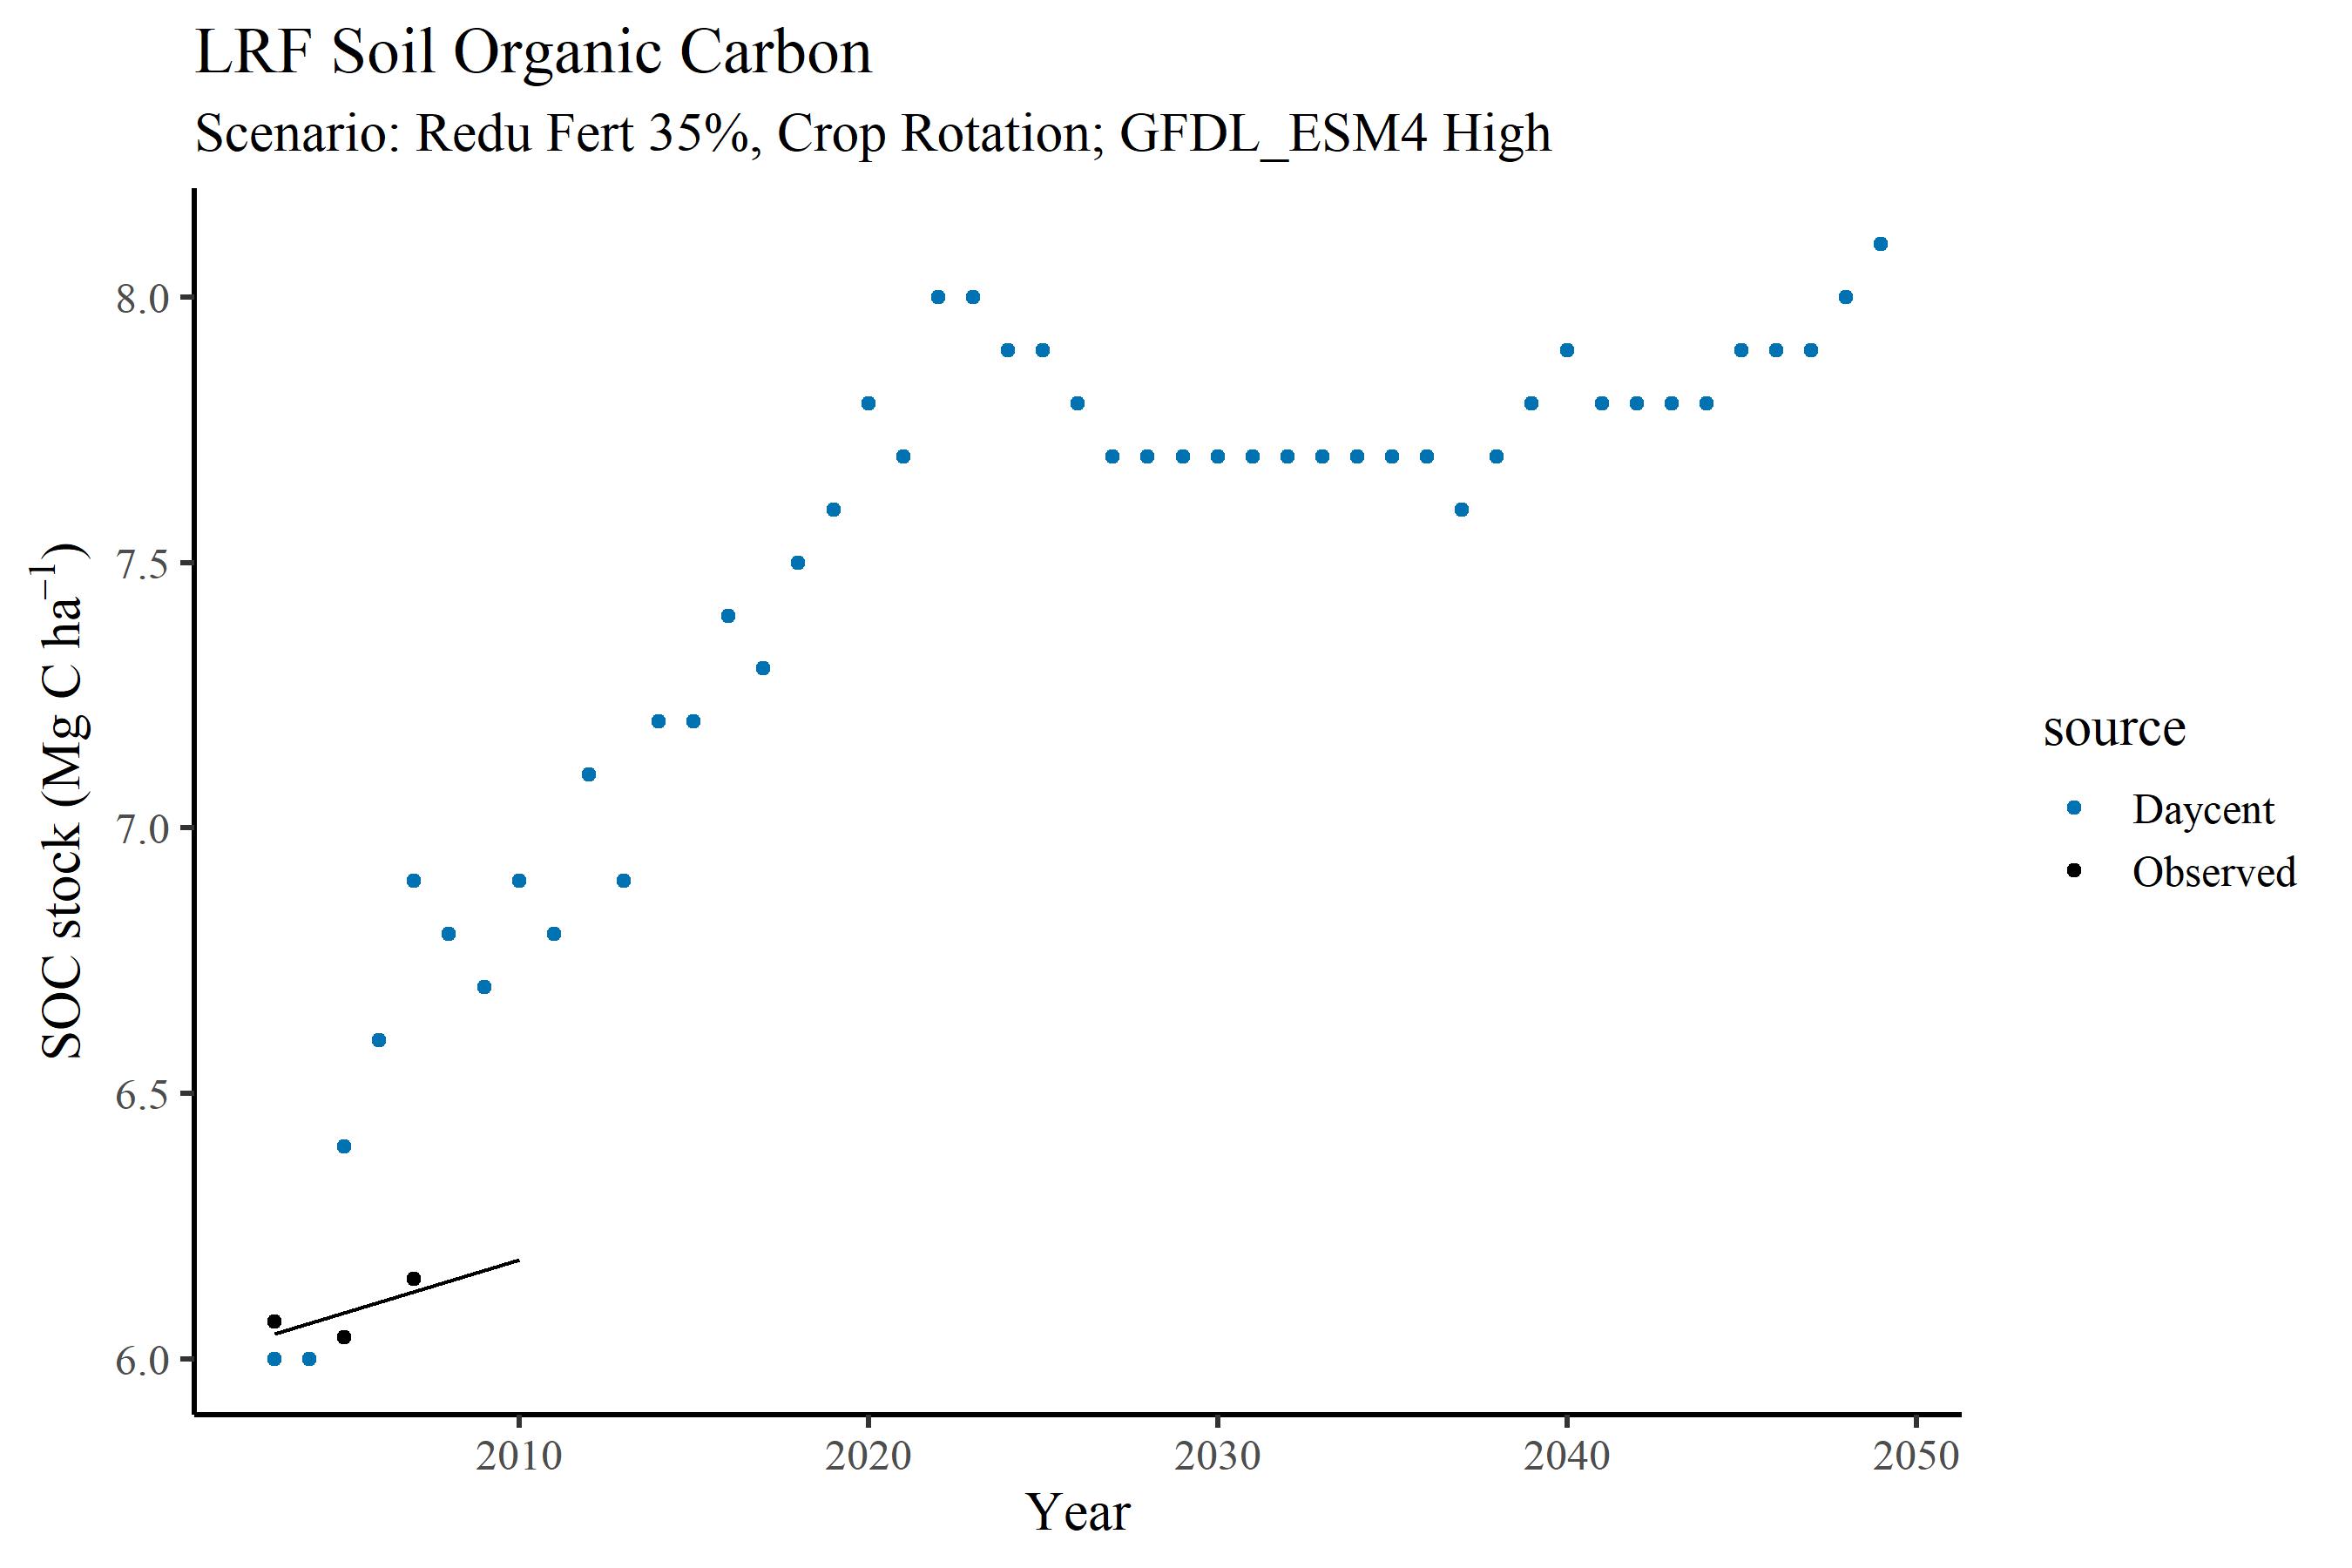 LRF Soil Organic Carbon
Scenario: Redu Fert 35%, Crop Rotation; GFDL_ESM4 High
SOC stock (Mg C ha⁻¹)
8.0
7.5
7.0
6.5
6.0
2010 2020 2030 2040 2050
Year
source
Daycent
Observed